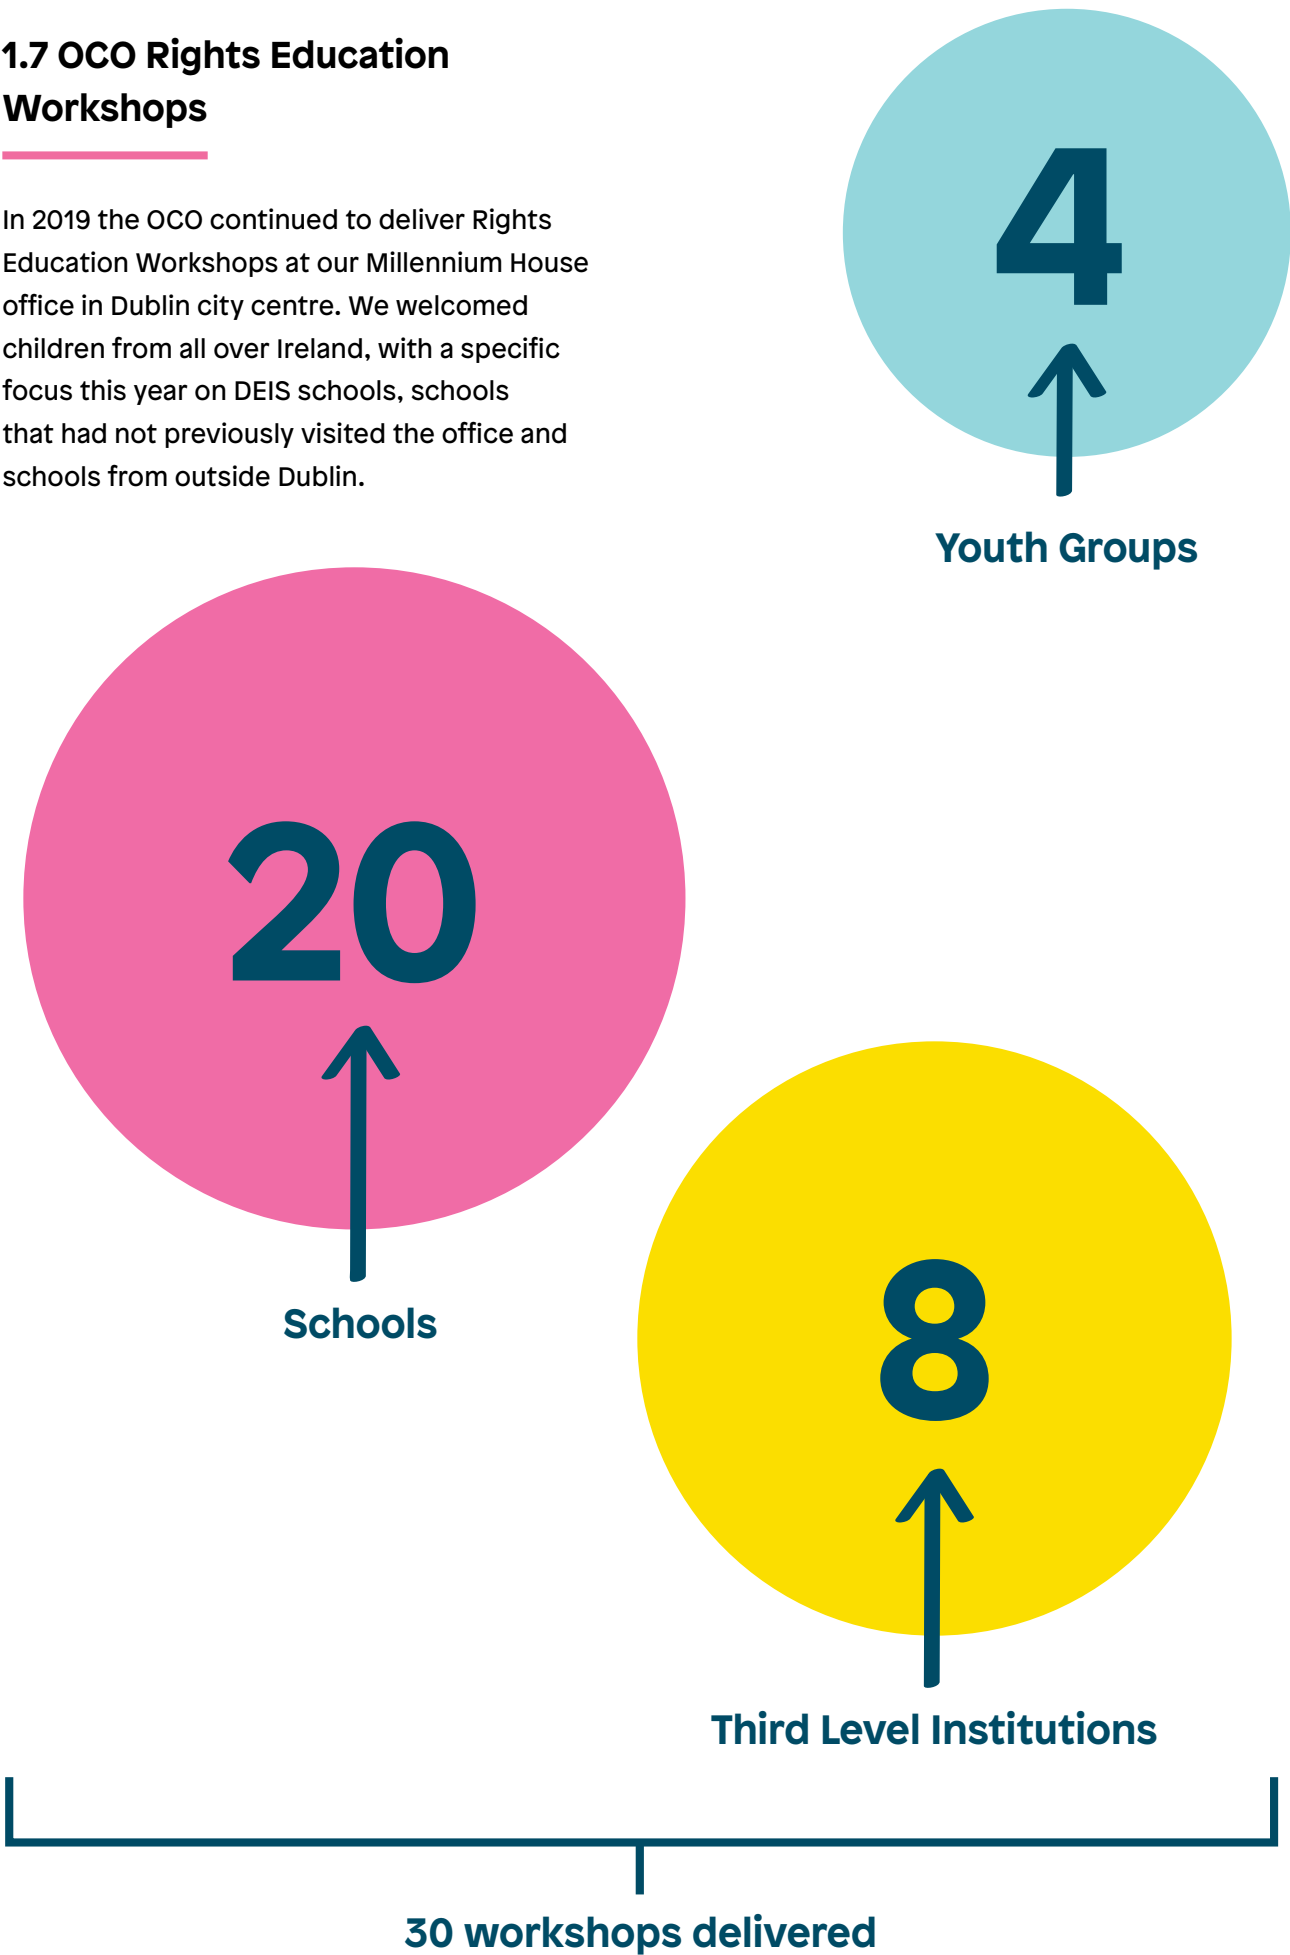 1.7 OCO Rights Education
Workshops
In 2019 the OCO continued to deliver Rights
Education Workshops at our Millennium House
office in Dublin city centre. We welcomed
children from all over Ireland, with a specific
focus this year on DEIS schools, schools
that had not previously visited the office and
schools from outside Dublin.
4
Youth Groups
20
Schools
8
Third Level Institutions
30 workshops delivered